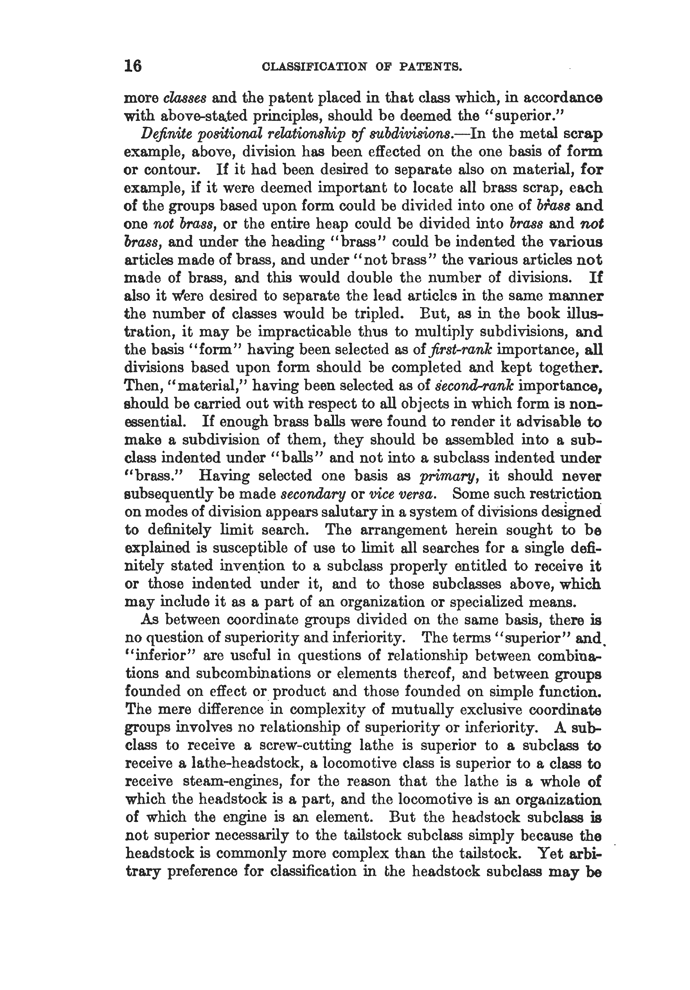 16 CLASSIFICATION OF PATENTS.
more classes and the patent placed in that class which, in accordance
with above-stated principles, should be deemed the "superior."
Definite positional relationship of subdivisions.—In the metal scrap
example, above, division has been effected on the one basis of form
or contour. If it had been desired to separate also on material, for
example, if it were deemed important to locate all brass scrap, each
of the groups based upon form could be divided into one of brass and
one not brass, or the entire heap could be divided into brass and not
brass, and under the heading "brass" could be indented the various
articles made of brass, and under "not brass" the various articles not
made of brass, and this would double the number of divisions. If
also it were desired to separate the lead articles in the same manner
the number of classes would be tripled. But, as in the book illus-
tration, it may be impracticable thus to multiply subdivisions, and
the basis "form" having been selected as of first-rank importance, all
divisions based upon form should be completed and kept together.
Then, "material," having been selected as of second-rank importance,
should be carried out with respect to all objects in which form is non-
essential. If enough brass balls were found to render it advisable to
make a subdivision of them, they should be assembled into a sub-
class indented under "balls" and not into a subclass indented under
"brass." Having selected one basis as primary, it should never
subsequently be made secondary or vice versa. Some such restriction
on modes of division appears salutary in a system of divisions designed
to definitely limit search. The arrangement herein sought to be
explained is susceptible of use to limit all searches for a single defi-
nitely stated invention to a subclass properly entitled to receive it
or those indented under it, and to those subclasses above, which
may include it as a part of an organization or specialized means.
As between coordinate groups divided on the same basis, there is
no question of superiority and inferiority. The terms "superior" and
"inferior" are useful in questions of relationship between combina-
tions and subcombinations or elements thereof, and between groups
founded on effect or product and those founded on simple function.
The mere difference in complexity of mutually exclusive coordinate
groups involves no relationship of superiority or inferiority. A sub-
class to receive a screw-cutting lathe is superior to a subclass to
receive a lathe-headstock, a locomotive class is superior to a class to
receive steam-engines, for the reason that the lathe is a whole of
which the headstock is a part, and the locomotive is an organization
of which the engine is an element. But the headstock subclass is
not superior necessarily to the tailstock subclass simply because the
headstock is commonly more complex than the tailstock. Yet arbi-
trary preference for classification in the headstock subclass may be